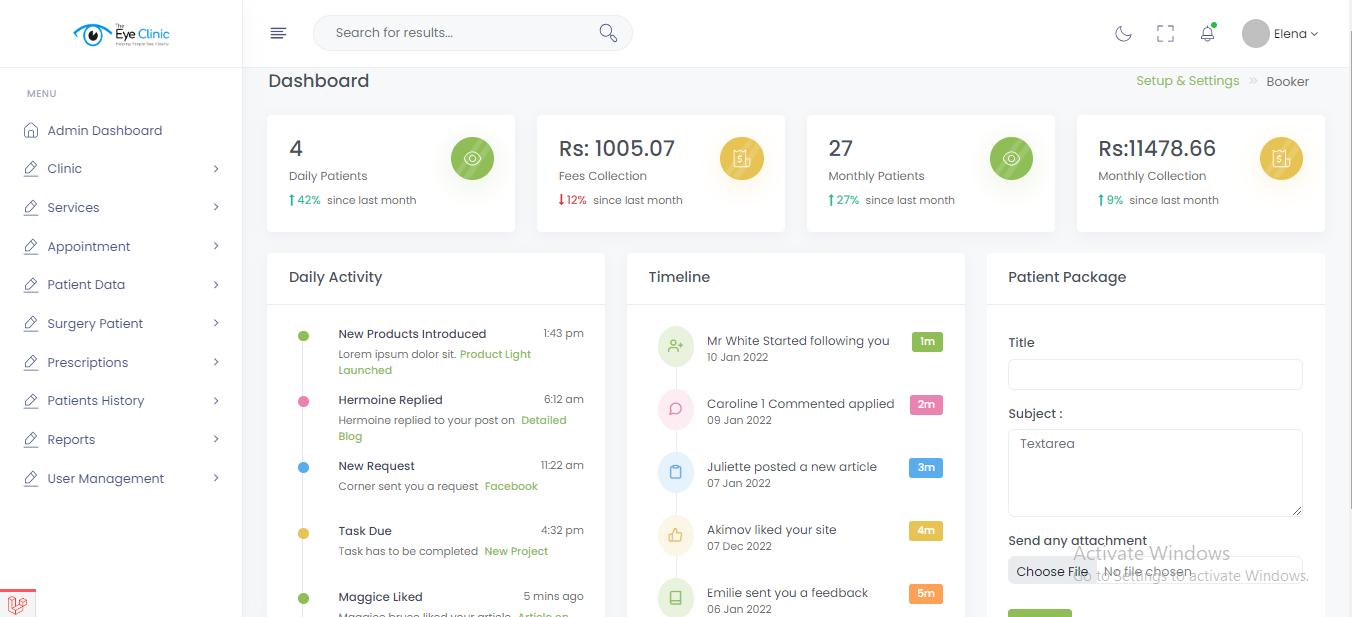 The
Eye Clinic
Helping People See Clearly
Search for results...
Elena
MENU
Admin Dashboard
Clinic
Services
Appointment
Patient Data
Surgery Patient
Prescriptions
Patients History
Reports
User Management
Dashboard
Setup & Settings » Booker
4
Daily Patients
42% since last month
Rs: 1005.07
Fees Collection
12% since last month
27
Monthly Patients
27% since last month
Rs:11478.66
Monthly Collection
9% since last month
Daily Activity
New Products Introduced 1:43 pm
Lorem ipsum dolor sit. Product Light
Launched
Hermoine Replied 6:12 am
Hermoine replied to your post on Detailed
Blog
New Request 11:22 am
Corner sent you a request Facebook
Task Due 4:32 pm
Task has to be completed New Project
Maggice Liked 5 mins ago
Maggice bruce liked your article Article on
Timeline
Mr White Started following you 1m
10 Jan 2022
Caroline 1 Commented applied 2m
09 Jan 2022
Juliette posted a new article 3m
07 Jan 2022
Akimov liked your site 4m
07 Dec 2022
Emilie sent you a feedback 5m
06 Jan 2022
Patient Package
Title
Subject :
Textarea
Send any attachment
Choose File No file chosen
Activate Windows
Go to Settings to activate Windows.